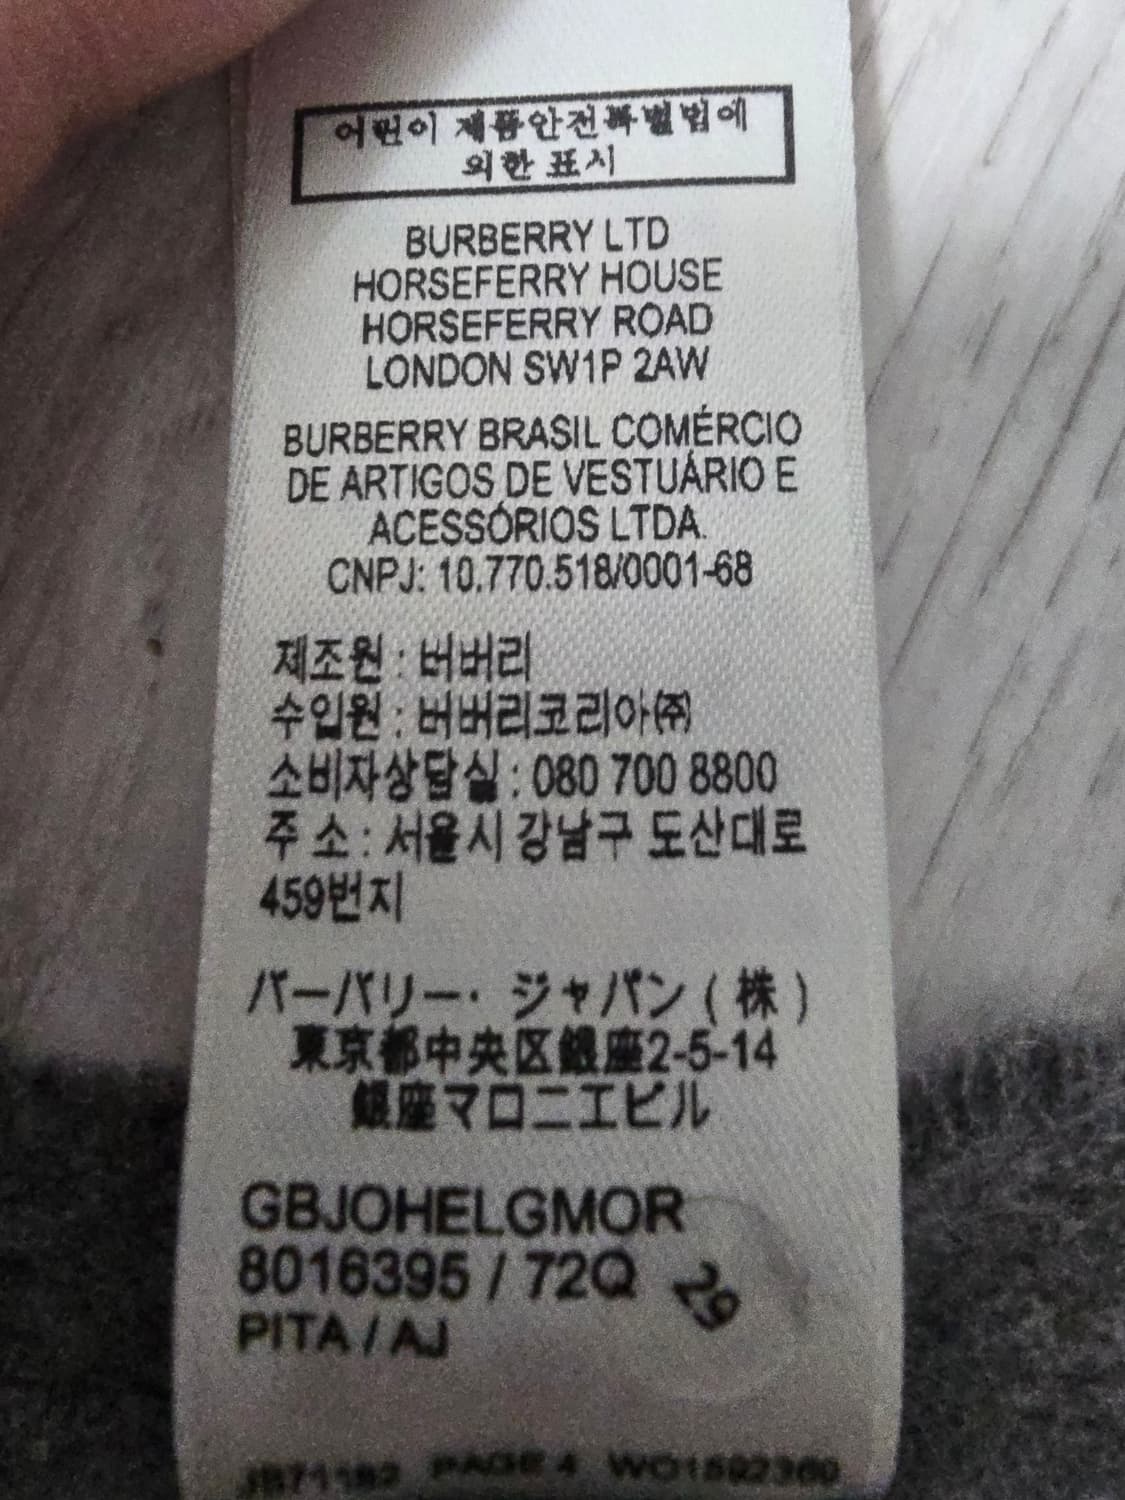 어린이 제품안전특별법에
의한 표시
BURBERRY LTD
HORSEFERRY HOUSE
HORSEFERRY ROAD
LONDON SW1P 2AW
BURBERRY BRASIL COMÉRCIO
DE ARTIGOS DE VESTUÁRIO E
ACESSÓRIOS LTDA.
CNPJ: 10.770.518/0001-68
제조원 : 버버리
수입원 : 버버리코리아㈜
소비자상담실 : 080 700 8800
주 소 : 서울시 강남구 도산대로
459번지
バーバリー・ジャパン ( 株 )
東京都中央区銀座2-5-14
銀座マロニエビル
GBJOHELGMOR
8016395 / 72Q
29
PITA / AJ
PAGE 4